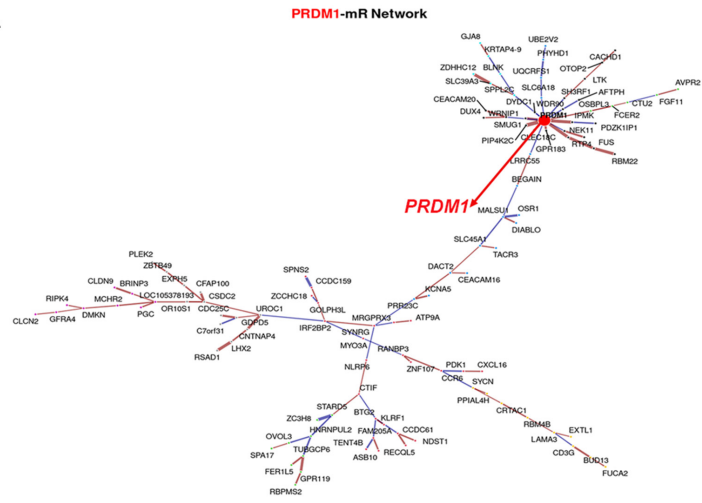 PRDM1-mR Network
GJA8
UBE2V2
KRTAP4-9
PHYHD1
CACHD1
ZDHHC12
BLNK
UQCRFS1
OTOP2
SLC39A3
SPPL2C
SLC6A18
LTK
SH3RF1
AFTPH
AVPR2
CEACAM20
DYDC1
WDR90
OSBPL3
CTU2
FGF11
DUX4
WRNIP1
PRDM1
IPMK
FCER2
SMUG1
PDZK1IP1
NEK11
PIP4K2C
CLEC18C
RTP4
FUS
GPR183
RBM22
LRRC55
BEGAIN
PRDM1
MALSU1
OSR1
DIABLO
SLC45A1
TACR3
PLEK2
ZBTB49
DACT2
CEACAM16
SPNS2
CCDC159
CLDN9
BRINP3
EXPH5
CFAP100
KCNA5
ZCCHC18
RIPK4
MCHR2
LOC105378193
CSDC2
PRR23C
CLCN2
GFRA4
DMKN
PGC
OR10S1
CDC25C
UROC1
GOLPH3L
MRGPRX3
ATP9A
GDPD5
IRF2BP2
C7orf31
SYNRG
CNTNAP4
MYO3A
RANBP3
RSAD1
LHX2
NLRP6
ZNF107
PDK1
CXCL16
CCR6
SYCN
CTIF
PPIAL4H
STARD5
BTG2
KLRF1
CRTAC1
ZC3H8
HNRNPUL2
FAM205A
CCDC61
RBM4B
EXTL1
OVOL3
TENT4B
NDST1
LAMA3
SPA17
TUBGCP6
RECQL5
CD3G
ASB10
BUD13
FER1L5
GPR119
FUCA2
RBPMS2